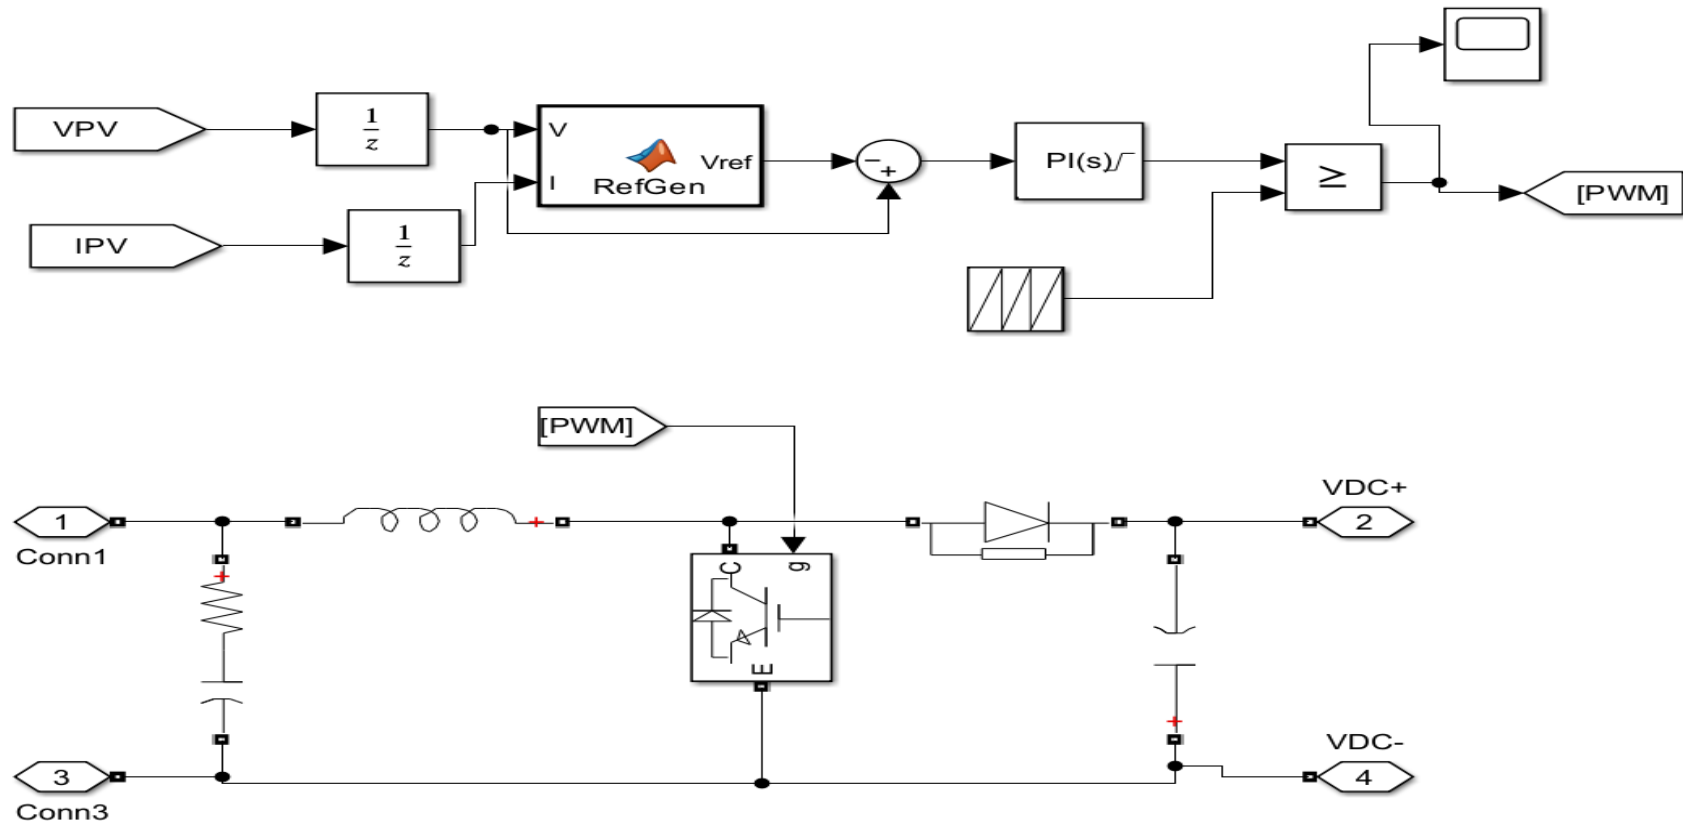 VPV
1
z
V
I
RefGen
Vref
−
+
PI(s)
≥
[PWM]
IPV
1
z
[PWM]
1
Conn1
+
+
C
g
E
VDC+
2
+
VDC-
4
3
Conn3